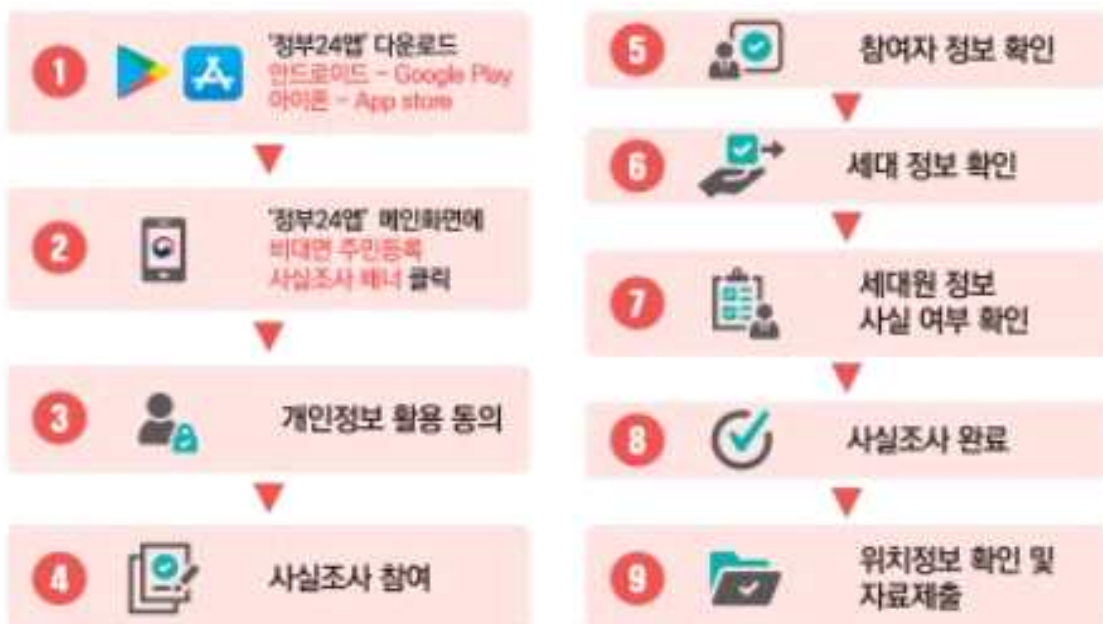 1
'정부24앱' 다운로드
안드로이드 - Google Play
아이폰 - App store
2
'정부24앱' 메인화면에
비대면 주민등록
사실조사 배너 클릭
3
개인정보 활용 동의
4
사실조사 참여
5
참여자 정보 확인
6
세대 정보 확인
7
세대원 정보
사실 여부 확인
8
사실조사 완료
9
위치정보 확인 및
자료제출